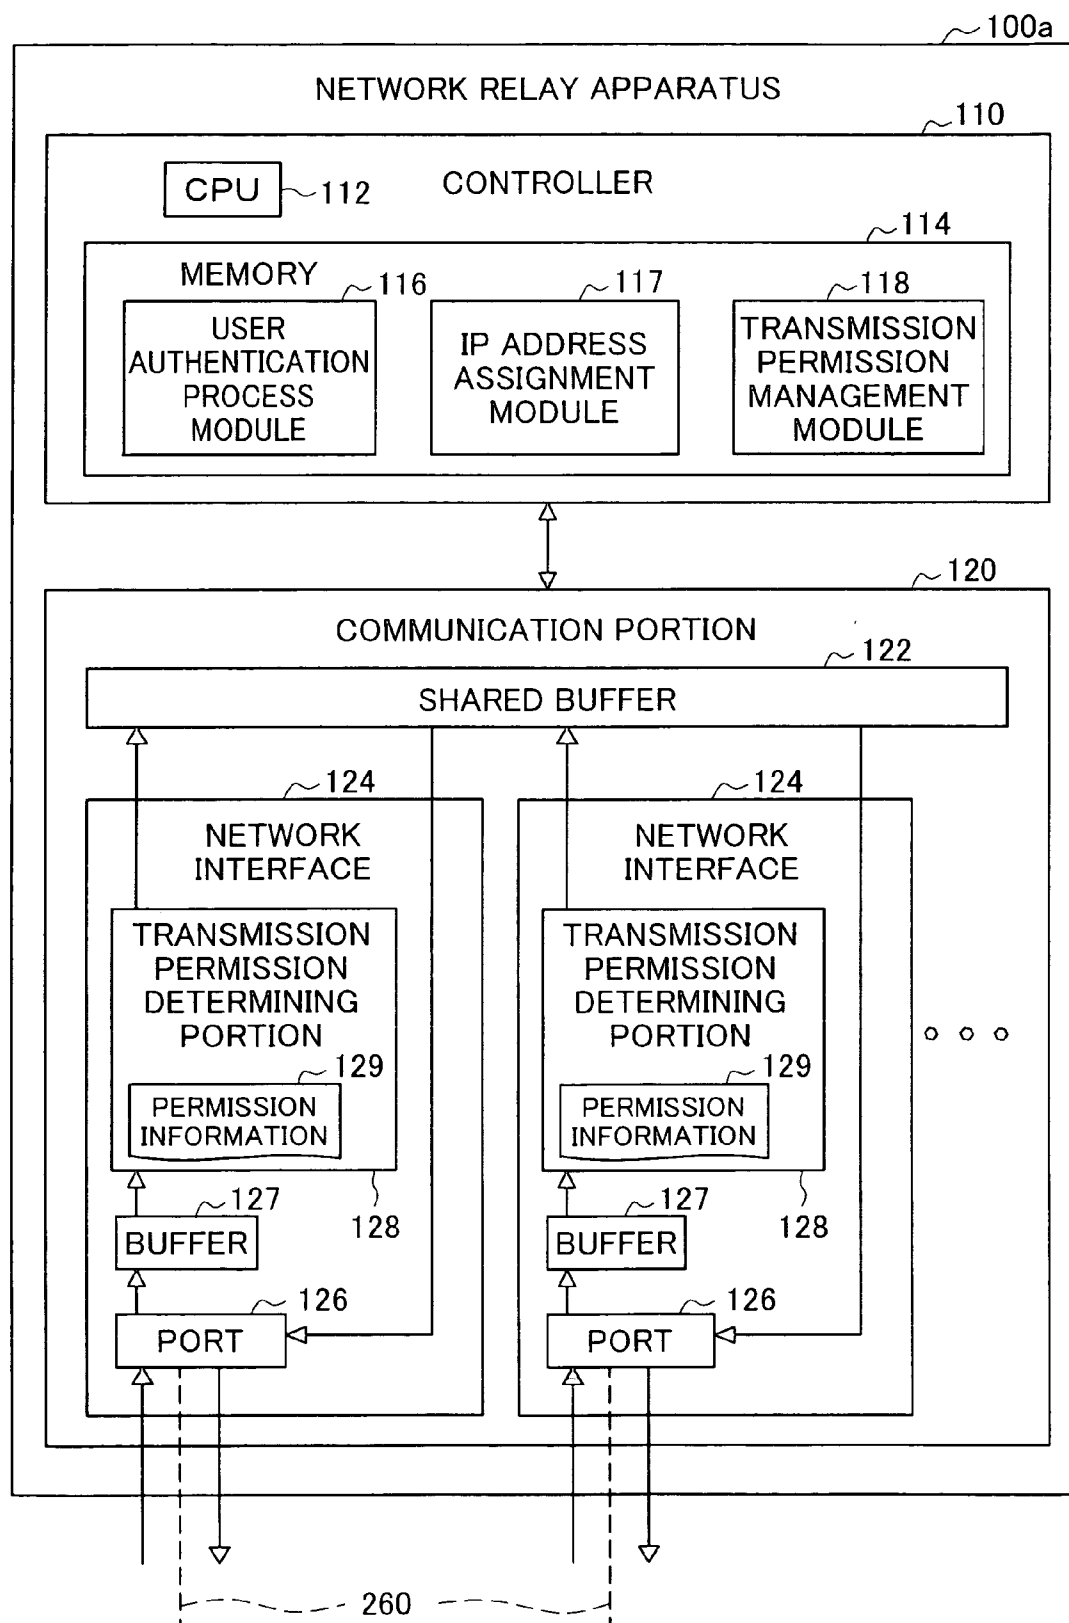 100a
NETWORK RELAY APPARATUS
110
CONTROLLER
CPU
112
114
MEMORY
116
117
118
USER
AUTHENTICATION
PROCESS
MODULE
IP ADDRESS
ASSIGNMENT
MODULE
TRANSMISSION
PERMISSION
MANAGEMENT
MODULE
120
COMMUNICATION PORTION
122
SHARED BUFFER
124
NETWORK
INTERFACE
TRANSMISSION
PERMISSION
DETERMINING
PORTION
129
PERMISSION
INFORMATION
127
128
BUFFER
126
PORT
124
NETWORK
INTERFACE
TRANSMISSION
PERMISSION
DETERMINING
PORTION
129
PERMISSION
INFORMATION
127
128
BUFFER
126
PORT
260